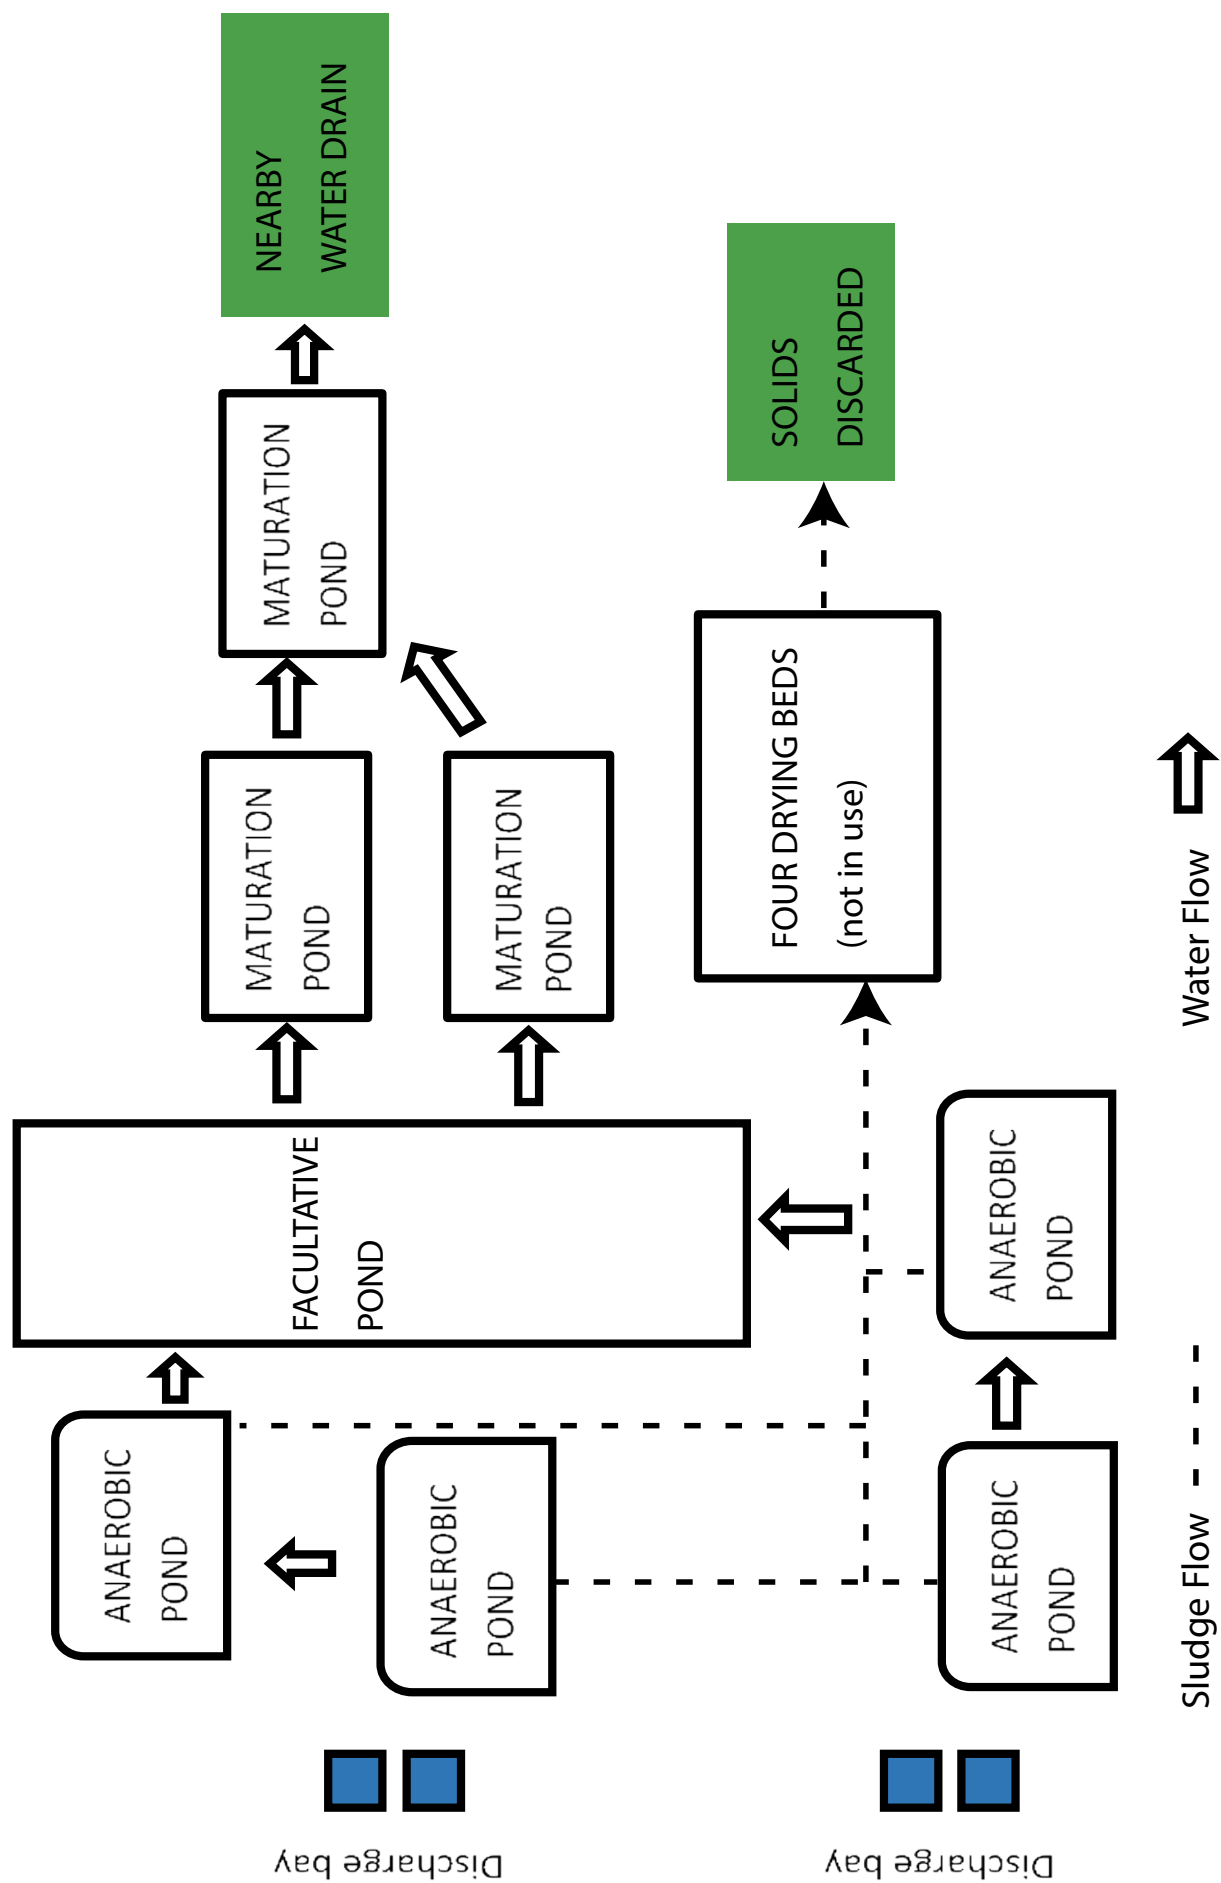 Discharge bay
Discharge bay
ANAEROBIC
POND
ANAEROBIC
POND
ANAEROBIC
POND
ANAEROBIC
POND
FACULTATIVE
POND
MATURATION
POND
MATURATION
POND
MATURATION
POND
NEARBY
WATER DRAIN
FOUR DRYING BEDS
(not in use)
SOLIDS
DISCARDED
Sludge Flow
Water Flow